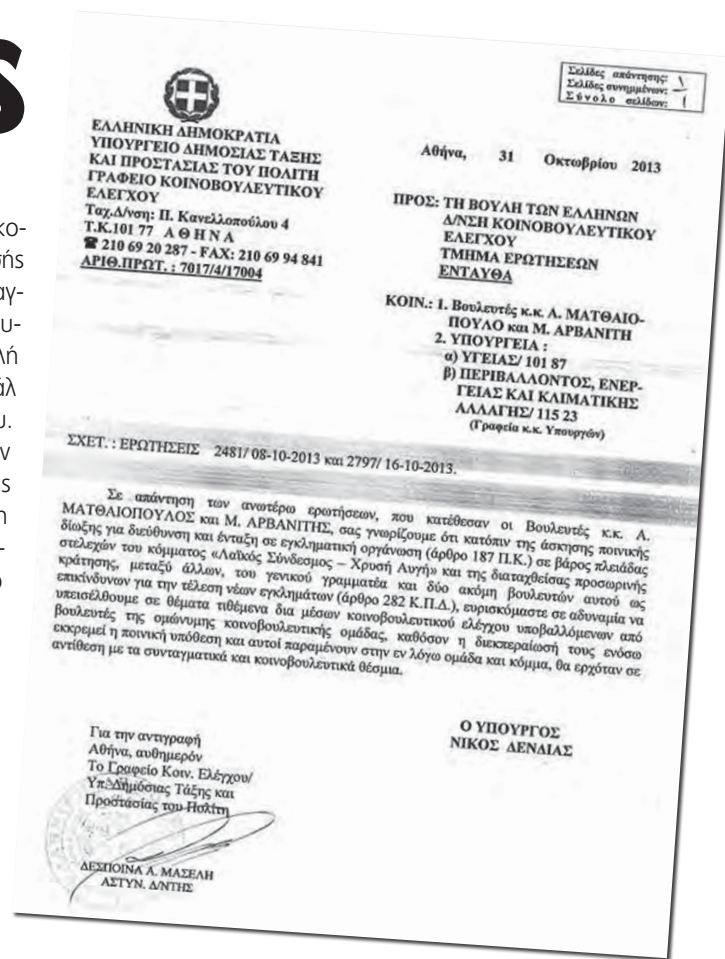 S
κο-
σής
αγ-
υ-
λή
άλ
υ.
ν
ς
η
-
Σελίδες απάντησης: 1
Σελίδες συνημμένων: —
Σύνολο σελίδων: 1
ΕΛΛΗΝΙΚΗ ΔΗΜΟΚΡΑΤΙΑ
ΥΠΟΥΡΓΕΙΟ ΔΗΜΟΣΙΑΣ ΤΑΞΗΣ
ΚΑΙ ΠΡΟΣΤΑΣΙΑΣ ΤΟΥ ΠΟΛΙΤΗ
ΓΡΑΦΕΙΟ ΚΟΙΝΟΒΟΥΛΕΥΤΙΚΟΥ
ΕΛΕΓΧΟΥ
Ταχ.Δ/νση: Π. Κανελλοπούλου 4
Τ.Κ.101 77 Α Θ Η Ν Α
☎ 210 69 20 287 - FAX: 210 69 94 841
ΑΡΙΘ.ΠΡΩΤ. : 7017/4/17004
Αθήνα, 31 Οκτωβρίου 2013
ΠΡΟΣ: ΤΗ ΒΟΥΛΗ ΤΩΝ ΕΛΛΗΝΩΝ
Δ/ΝΣΗ ΚΟΙΝΟΒΟΥΛΕΥΤΙΚΟΥ
ΕΛΕΓΧΟΥ
ΤΜΗΜΑ ΕΡΩΤΗΣΕΩΝ
ΕΝΤΑΥΘΑ
ΚΟΙΝ.: 1. Βουλευτές κ.κ. Α. ΜΑΤΘΑΙΟ-
ΠΟΥΛΟ και Μ. ΑΡΒΑΝΙΤΗ
2. ΥΠΟΥΡΓΕΙΑ :
α) ΥΓΕΙΑΣ/ 101 87
β) ΠΕΡΙΒΑΛΛΟΝΤΟΣ, ΕΝΕΡ-
ΓΕΙΑΣ ΚΑΙ ΚΛΙΜΑΤΙΚΗΣ
ΑΛΛΑΓΗΣ/ 115 23
(Γραφεία κ.κ. Υπουργών)
ΣΧΕΤ. : ΕΡΩΤΗΣΕΙΣ 2481/ 08-10-2013 και 2797/ 16-10-2013.
Σε απάντηση των ανωτέρω ερωτήσεων, που κατέθεσαν οι Βουλευτές κ.κ. Α.
ΜΑΤΘΑΙΟΠΟΥΛΟΣ και Μ. ΑΡΒΑΝΙΤΗΣ, σας γνωρίζουμε ότι κατόπιν της άσκησης ποινικής
δίωξης για διεύθυνση και ένταξη σε εγκληματική οργάνωση (άρθρο 187 Π.Κ.) σε βάρος πλειάδας
στελεχών του κόμματος «Λαϊκός Σύνδεσμος – Χρυσή Αυγή» και της διαταχθείσας προσωρινής
κράτησης, μεταξύ άλλων, του γενικού γραμματέα και δύο ακόμη βουλευτών αυτού ως
επικίνδυνων για την τέλεση νέων εγκλημάτων (άρθρο 282 Κ.Π.Δ.), ευρισκόμαστε σε αδυναμία να
υπεισέλθουμε σε θέματα τιθέμενα δια μέσων κοινοβουλευτικού ελέγχου υποβαλλόμενων από
βουλευτές της ομώνυμης κοινοβουλευτικής ομάδας, καθόσον η διεκπεραίωσή τους ενόσω
εκκρεμεί η ποινική υπόθεση και αυτοί παραμένουν στην εν λόγω ομάδα και κόμμα, θα ερχόταν σε
αντίθεση με τα συνταγματικά και κοινοβουλευτικά θέσμια.
Για την αντιγραφή
Αθήνα, αυθημερόν
Το Γραφείο Κοιν. Ελέγχου/
Υπ. Δημόσιας Τάξης και
Προστασίας του Πολίτη
ΔΕΣΠΟΙΝΑ Α. ΜΑΣΕΛΗ
ΑΣΤΥΝ. Δ/ΝΤΗΣ
Ο ΥΠΟΥΡΓΟΣ
ΝΙΚΟΣ ΔΕΝΔΙΑΣ